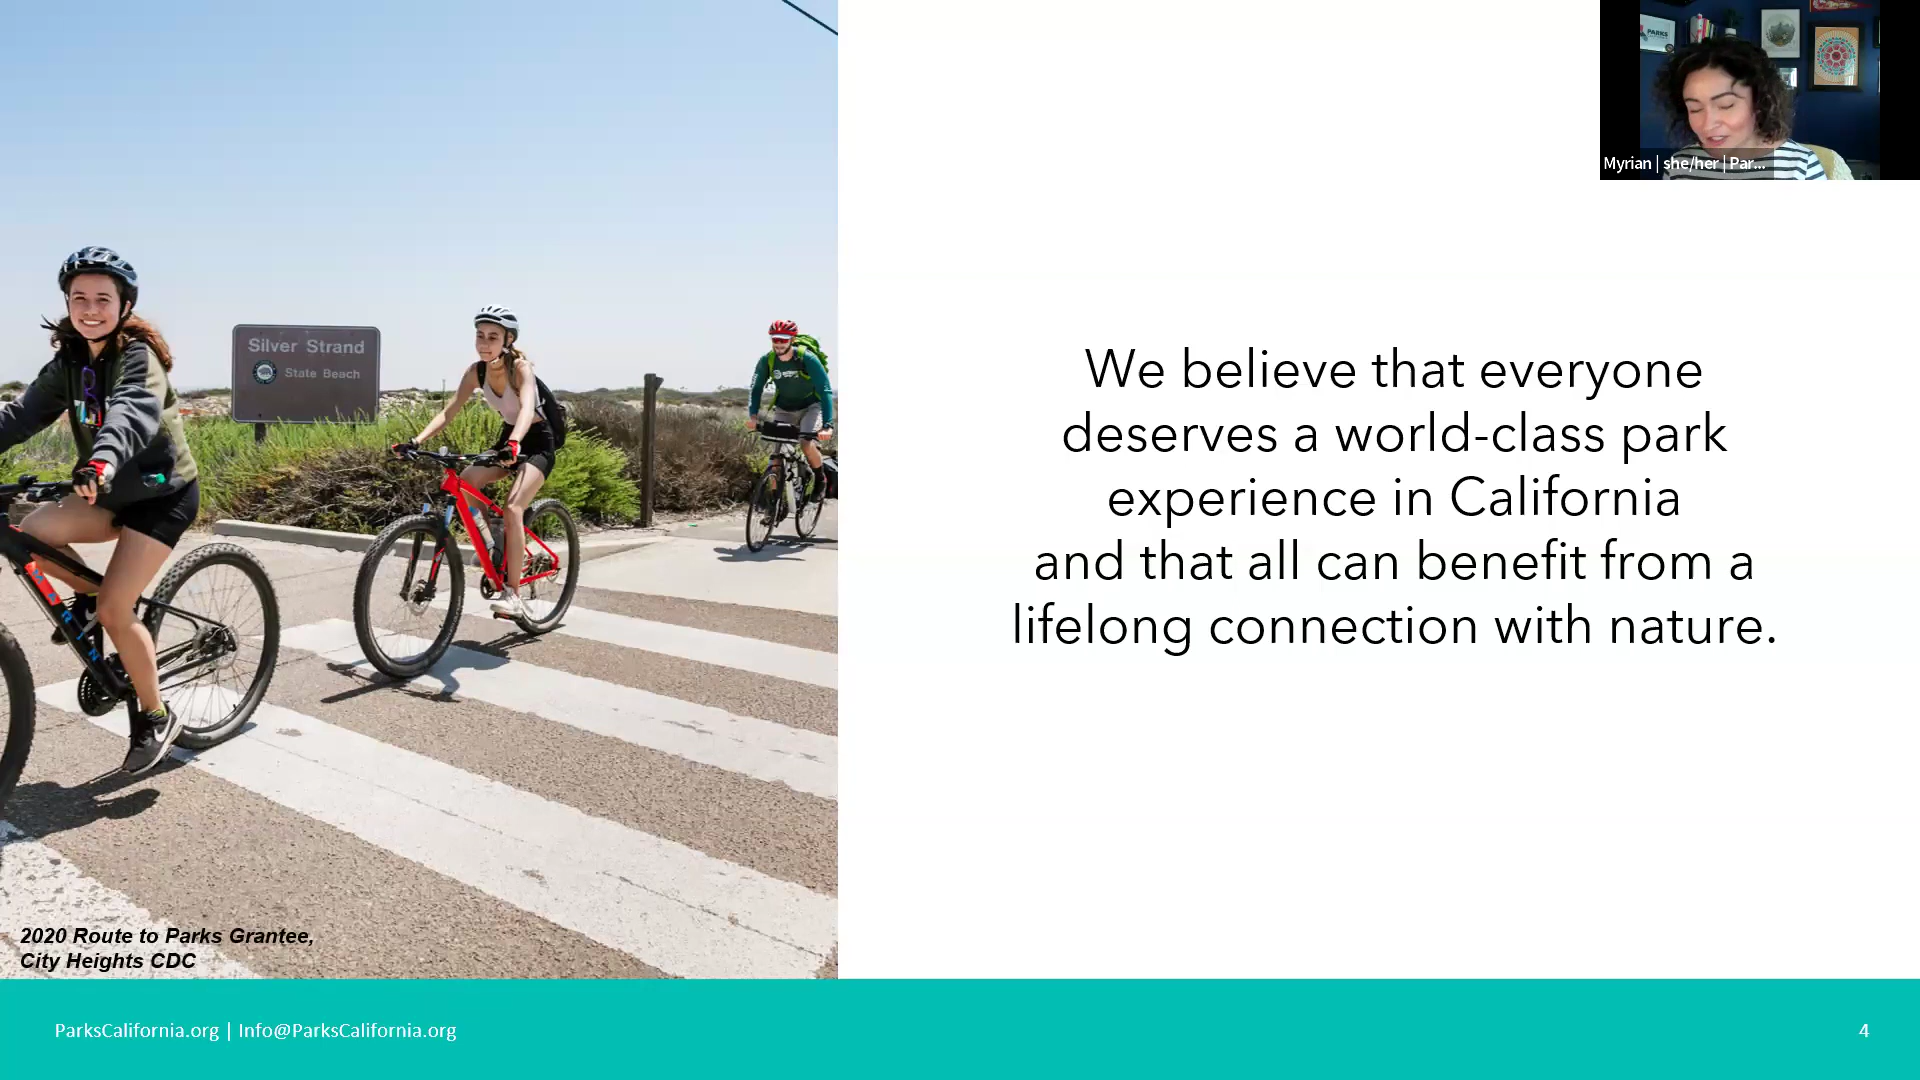 Silver Strand
State Beach
2020 Route to Parks Grantee,
City Heights CDC
PARKS
Myrian | she/her | Par...
We believe that everyone
deserves a world-class park
experience in California
and that all can benefit from a
lifelong connection with nature.
ParksCalifornia.org | Info@ParksCalifornia.org
4